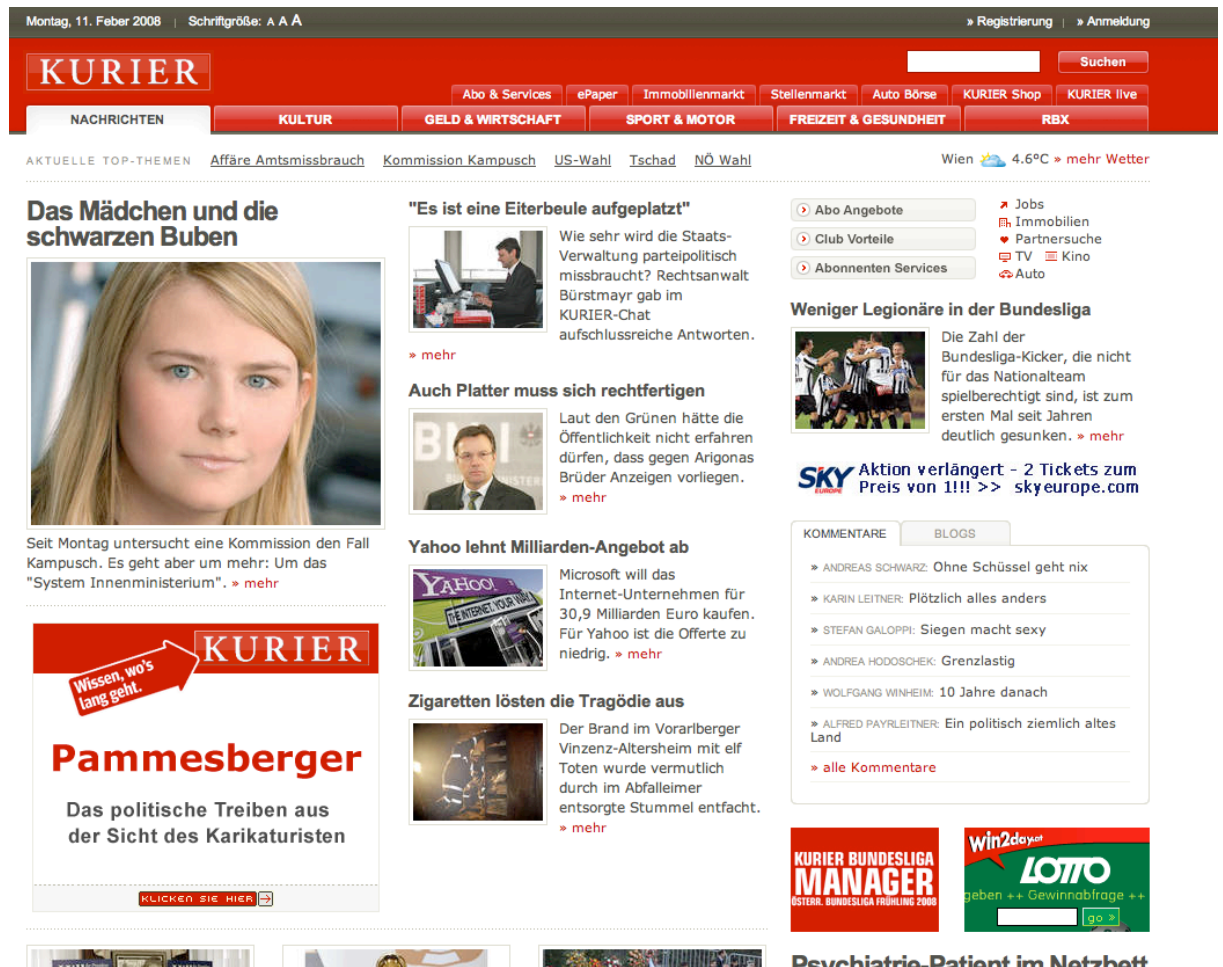 Montag, 11. Feber 2008 | Schriftgröße: A A A
» Registrierung | » Anmeldung
KURIER
Suchen
Abo & Services ePaper Immobilienmarkt Stellenmarkt Auto Börse KURIER Shop KURIER live
NACHRICHTEN KULTUR GELD & WIRTSCHAFT SPORT & MOTOR FREIZEIT & GESUNDHEIT RBX
AKTUELLE TOP-THEMEN Affäre Amtsmissbrauch Kommission Kampusch US-Wahl Tschad NÖ Wahl
Wien 4.6ºC » mehr Wetter
Das Mädchen und die
schwarzen Buben
Seit Montag untersucht eine Kommission den Fall
Kampusch. Es geht aber um mehr: Um das
"System Innenministerium". » mehr
KURIER
Wissen, wo's
lang geht.
Pammesberger
Das politische Treiben aus
der Sicht des Karikaturisten
KLICKEN SIE HIER
"Es ist eine Eiterbeule aufgeplatzt"
Wie sehr wird die Staats-
Verwaltung parteipolitisch
missbraucht? Rechtsanwalt
Bürstmayr gab im
KURIER-Chat
aufschlussreiche Antworten.
» mehr
Auch Platter muss sich rechtfertigen
Laut den Grünen hätte die
Öffentlichkeit nicht erfahren
dürfen, dass gegen Arigonas
Brüder Anzeigen vorliegen.
» mehr
Yahoo lehnt Milliarden-Angebot ab
YAHOO!
THE INTERNET. YOUR WAY.
Microsoft will das
Internet-Unternehmen für
30,9 Milliarden Euro kaufen.
Für Yahoo ist die Offerte zu
niedrig. » mehr
Zigaretten lösten die Tragödie aus
Der Brand im Vorarlberger
Vinzenz-Altersheim mit elf
Toten wurde vermutlich
durch im Abfalleimer
entsorgte Stummel entfacht.
» mehr
Abo Angebote
Club Vorteile
Abonnenten Services
Jobs
Immobilien
Partnersuche
TV Kino
Auto
Weniger Legionäre in der Bundesliga
Die Zahl der
Bundesliga-Kicker, die nicht
für das Nationalteam
spielberechtigt sind, ist zum
ersten Mal seit Jahren
deutlich gesunken. » mehr
SKY EUROPE Aktion verlängert - 2 Tickets zum
Preis von 1!!! >> skyeurope.com
KOMMENTARE BLOGS
» ANDREAS SCHWARZ: Ohne Schüssel geht nix
» KARIN LEITNER: Plötzlich alles anders
» STEFAN GALOPPI: Siegen macht sexy
» ANDREA HODOSCHEK: Grenzlastig
» WOLFGANG WINHEIM: 10 Jahre danach
» ALFRED PAYRLEITNER: Ein politisch ziemlich altes
Land
» alle Kommentare
KURIER BUNDESLIGA
MANAGER
ÖSTERR. BUNDESLIGA FRÜHLING 2008
win2day.at
LOTTO
geben ++ Gewinnabfrage ++
go »
Psychiatrie-Patient im Netzbett